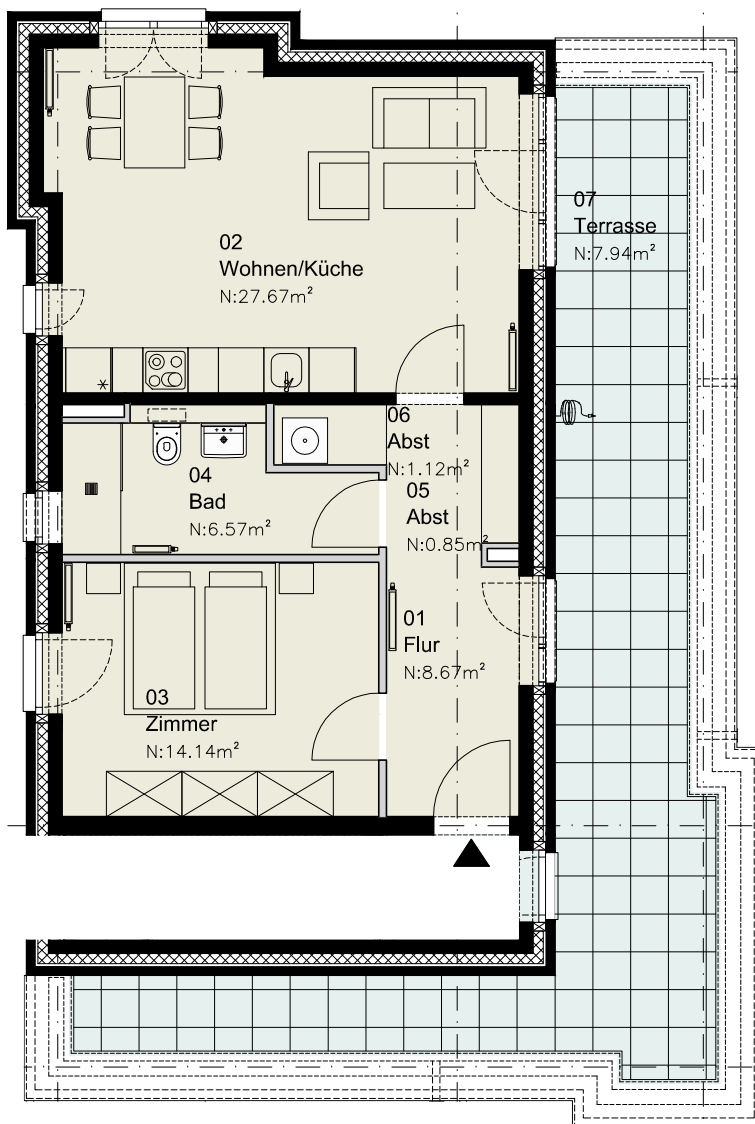 02
Wohnen/Küche
N:27.67m²
07
Terrasse
N:7.94m²
06
Abst
N:1.12m²
04
Bad
N:6.57m²
05
Abst
N:0.85m²
01
Flur
N:8.67m²
03
Zimmer
N:14.14m²